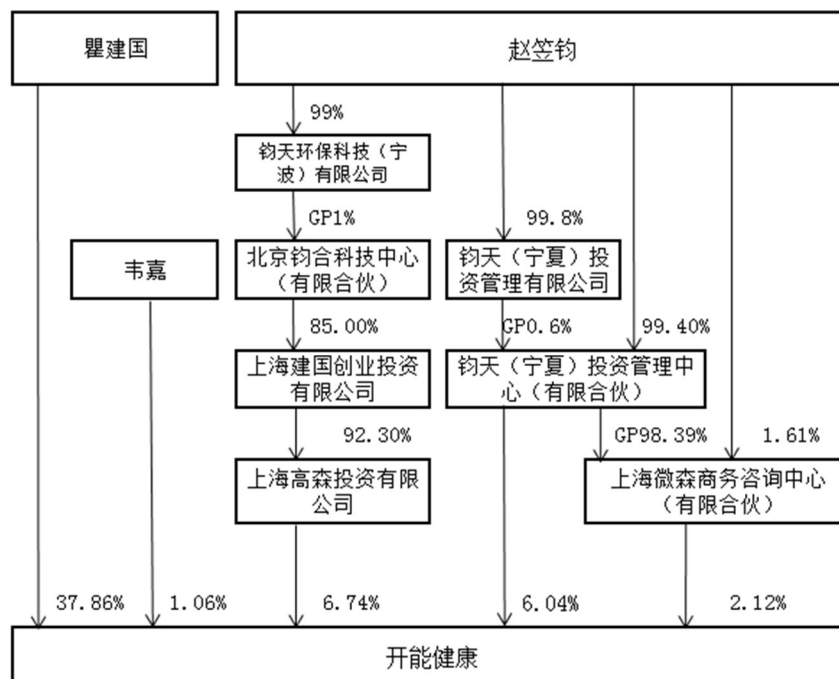 瞿建国
赵笠钧
99%
钧天环保科技（宁
波）有限公司
GP1%
99.8%
韦嘉
北京钧合科技中心
（有限合伙）
钧天（宁夏）投
资管理有限公司
85.00%
GP0.6%
99.40%
上海建国创业投资
有限公司
钧天（宁夏）投资管理中
心（有限合伙）
92.30%
GP98.39%
1.61%
上海高森投资有限
公司
上海微森商务咨询中心
（有限合伙）
37.86%
1.06%
6.74%
6.04%
2.12%
开能健康